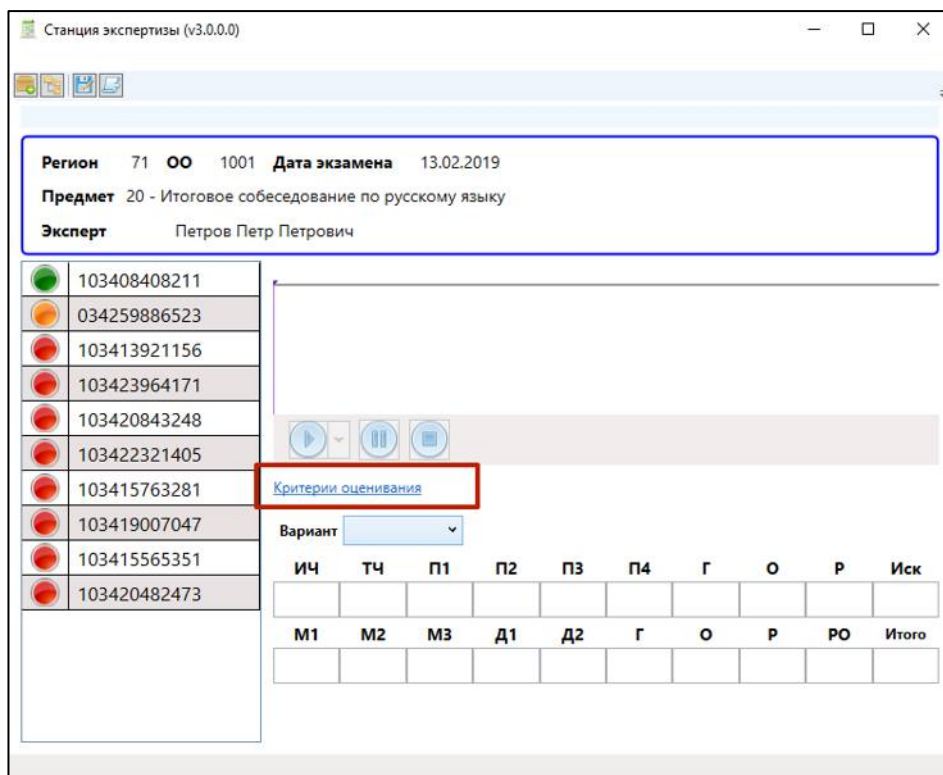 Станция экспертизы (v3.0.0.0)
Регион 71 ОО 1001 Дата экзамена 13.02.2019
Предмет 20 - Итоговое собеседование по русскому языку
Эксперт Петров Петр Петрович
103408408211
034259886523
103413921156
103423964171
103420843248
103422321405
103415763281
103419007047
103415565351
103420482473
Критерии оценивания
Вариант
ИЧ ТЧ П1 П2 П3 П4 Г О Р Иск
М1 М2 М3 Д1 Д2 Г О Р РО Итого